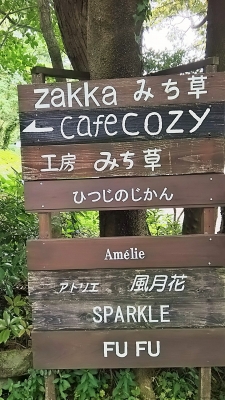 zakka みち草
← cafe cozy
工房 みち草
ひつじのじかん
Amélie
アトリエ 風月花
SPARKLE
FU FU